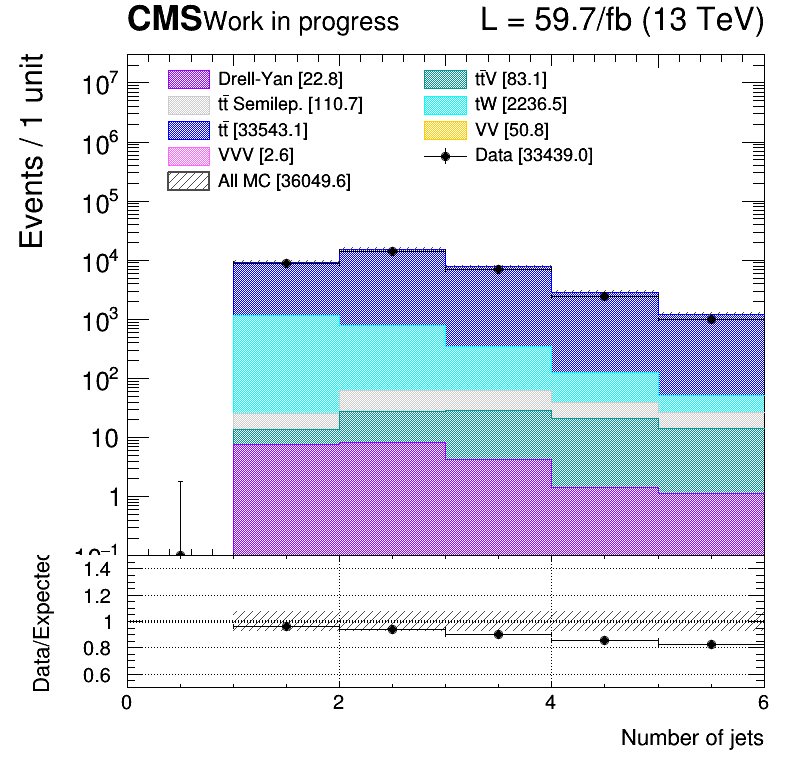 CMS Work in progress L = 59.7/fb (13 TeV)
Events / 1 unit
Drell-Yan [22.8] tt̄V [83.1]
tt̄ Semilep. [110.7] tW [2236.5]
tt̄ [33543.1] VV [50.8]
VVV [2.6] Data [33439.0]
All MC [36049.6]
10⁷
10⁶
10⁵
10⁴
10³
10²
10
1
10⁻¹
Data/Expected
1.4
1.2
1
0.8
0.6
0 2 4 6
Number of jets